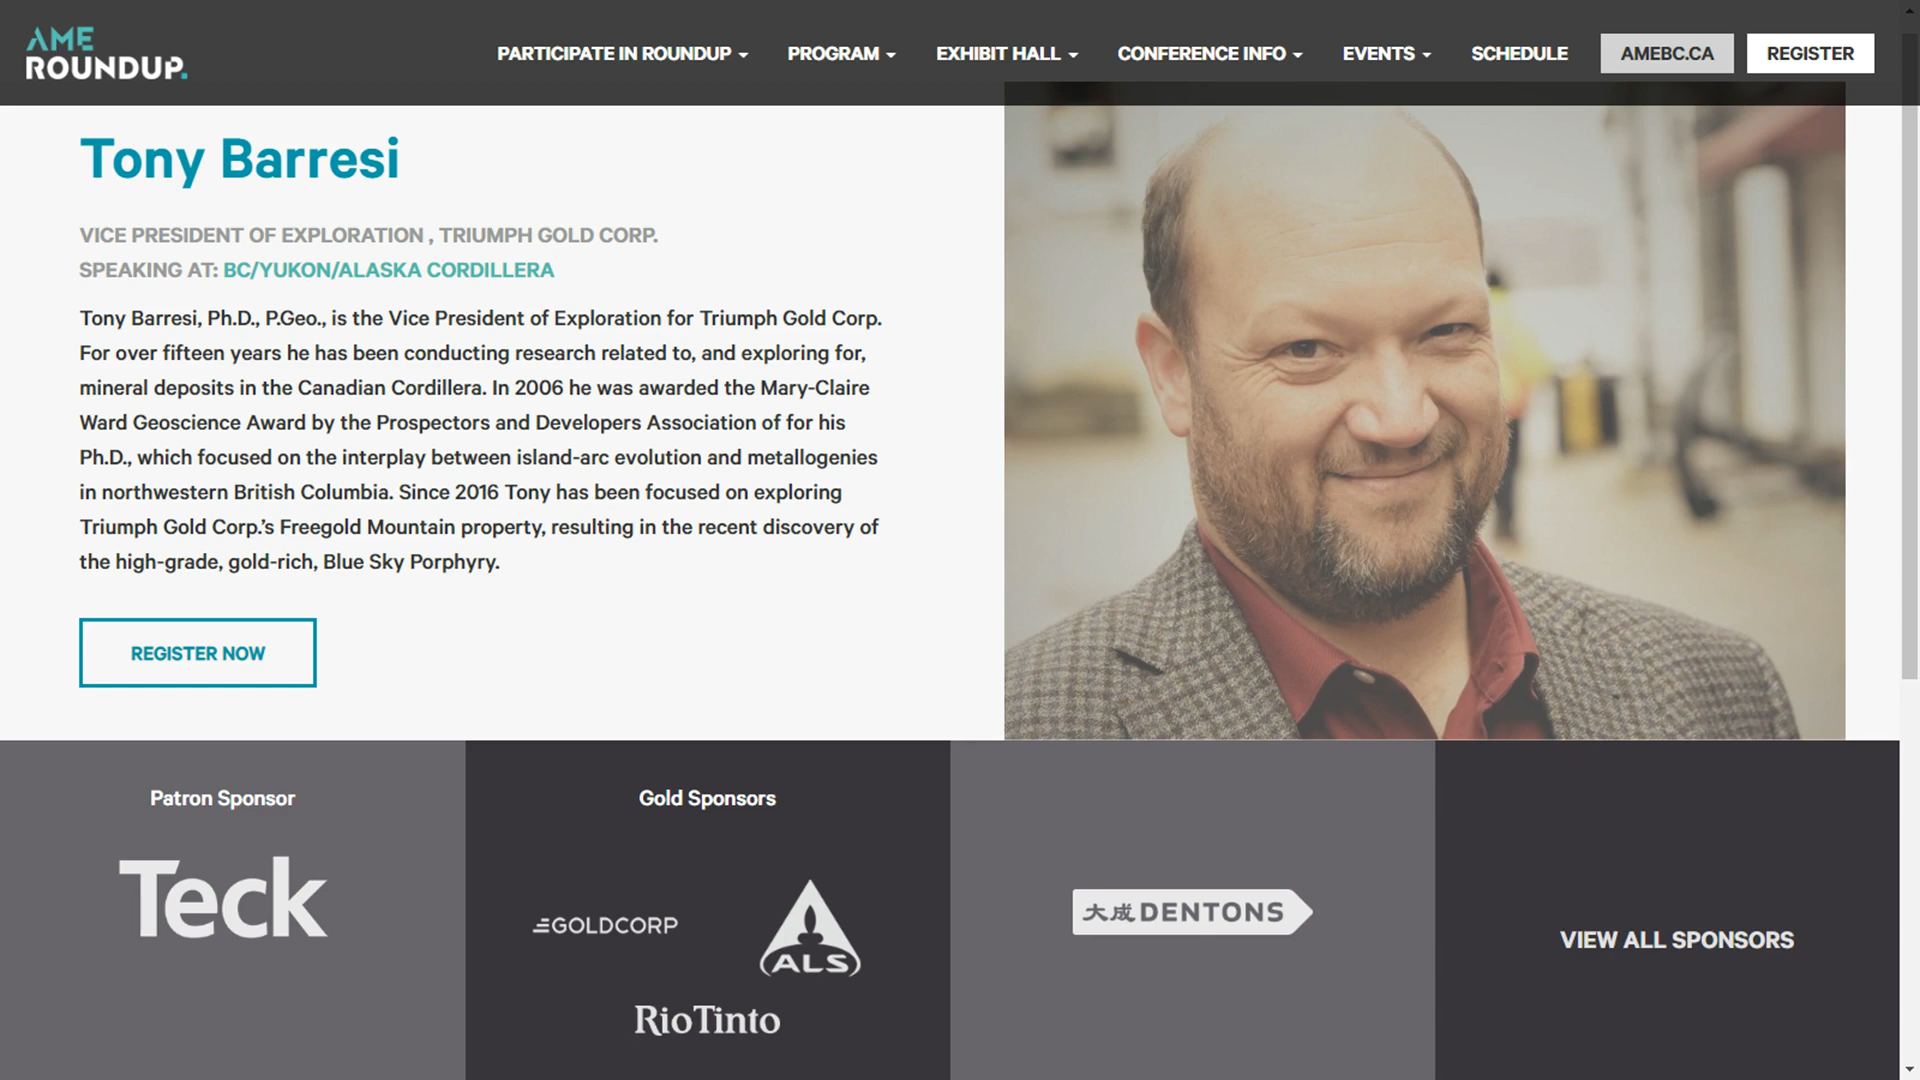 AME
ROUNDUP.
PARTICIPATE IN ROUNDUP
PROGRAM
EXHIBIT HALL
CONFERENCE INFO
EVENTS
SCHEDULE
AMEBC.CA
REGISTER
Tony Barresi
VICE PRESIDENT OF EXPLORATION , TRIUMPH GOLD CORP.
SPEAKING AT: BC/YUKON/ALASKA CORDILLERA
Tony Barresi, Ph.D., P.Geo., is the Vice President of Exploration for Triumph Gold Corp.
For over fifteen years he has been conducting research related to, and exploring for,
mineral deposits in the Canadian Cordillera. In 2006 he was awarded the Mary-Claire
Ward Geoscience Award by the Prospectors and Developers Association of for his
Ph.D., which focused on the interplay between island-arc evolution and metallogenies
in northwestern British Columbia. Since 2016 Tony has been focused on exploring
Triumph Gold Corp.’s Freegold Mountain property, resulting in the recent discovery of
the high-grade, gold-rich, Blue Sky Porphyry.
REGISTER NOW
Patron Sponsor
Teck
Gold Sponsors
GOLDCORP
ALS
RioTinto
大成DENTONS
VIEW ALL SPONSORS